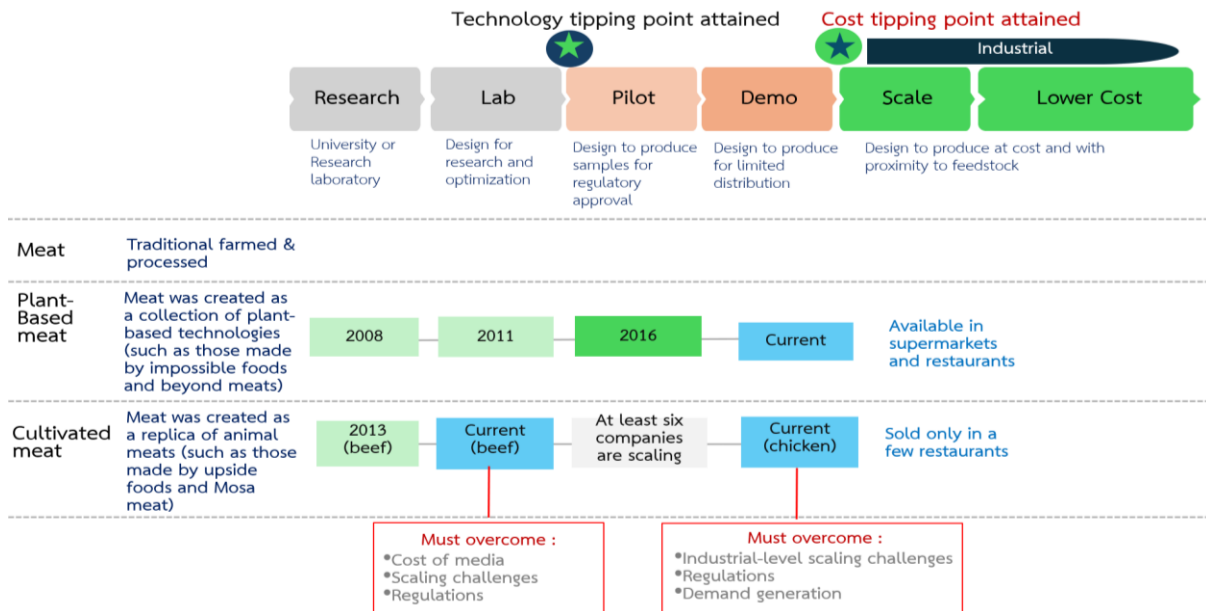 Technology tipping point attained
Cost tipping point attained
Industrial
Research
Lab
Pilot
Demo
Scale
Lower Cost
University or
Research
laboratory
Design for
research and
optimization
Design to produce
samples for
regulatory
approval
Design to produce
for limited
distribution
Design to produce at cost and with
proximity to feedstock
Meat
Traditional farmed &
processed
Plant-
Based
meat
Meat was created as
a collection of plant-
based technologies
(such as those made
by impossible foods
and beyond meats)
2008
2011
2016
Current
Available in
supermarkets
and restaurants
Cultivated
meat
Meat was created as
a replica of animal
meats (such as those
made by upside
foods and Mosa
meat)
2013
(beef)
Current
(beef)
At least six
companies
are scaling
Current
(chicken)
Sold only in a
few restaurants
Must overcome :
•Cost of media
•Scaling challenges
•Regulations
Must overcome :
•Industrial-level scaling challenges
•Regulations
•Demand generation